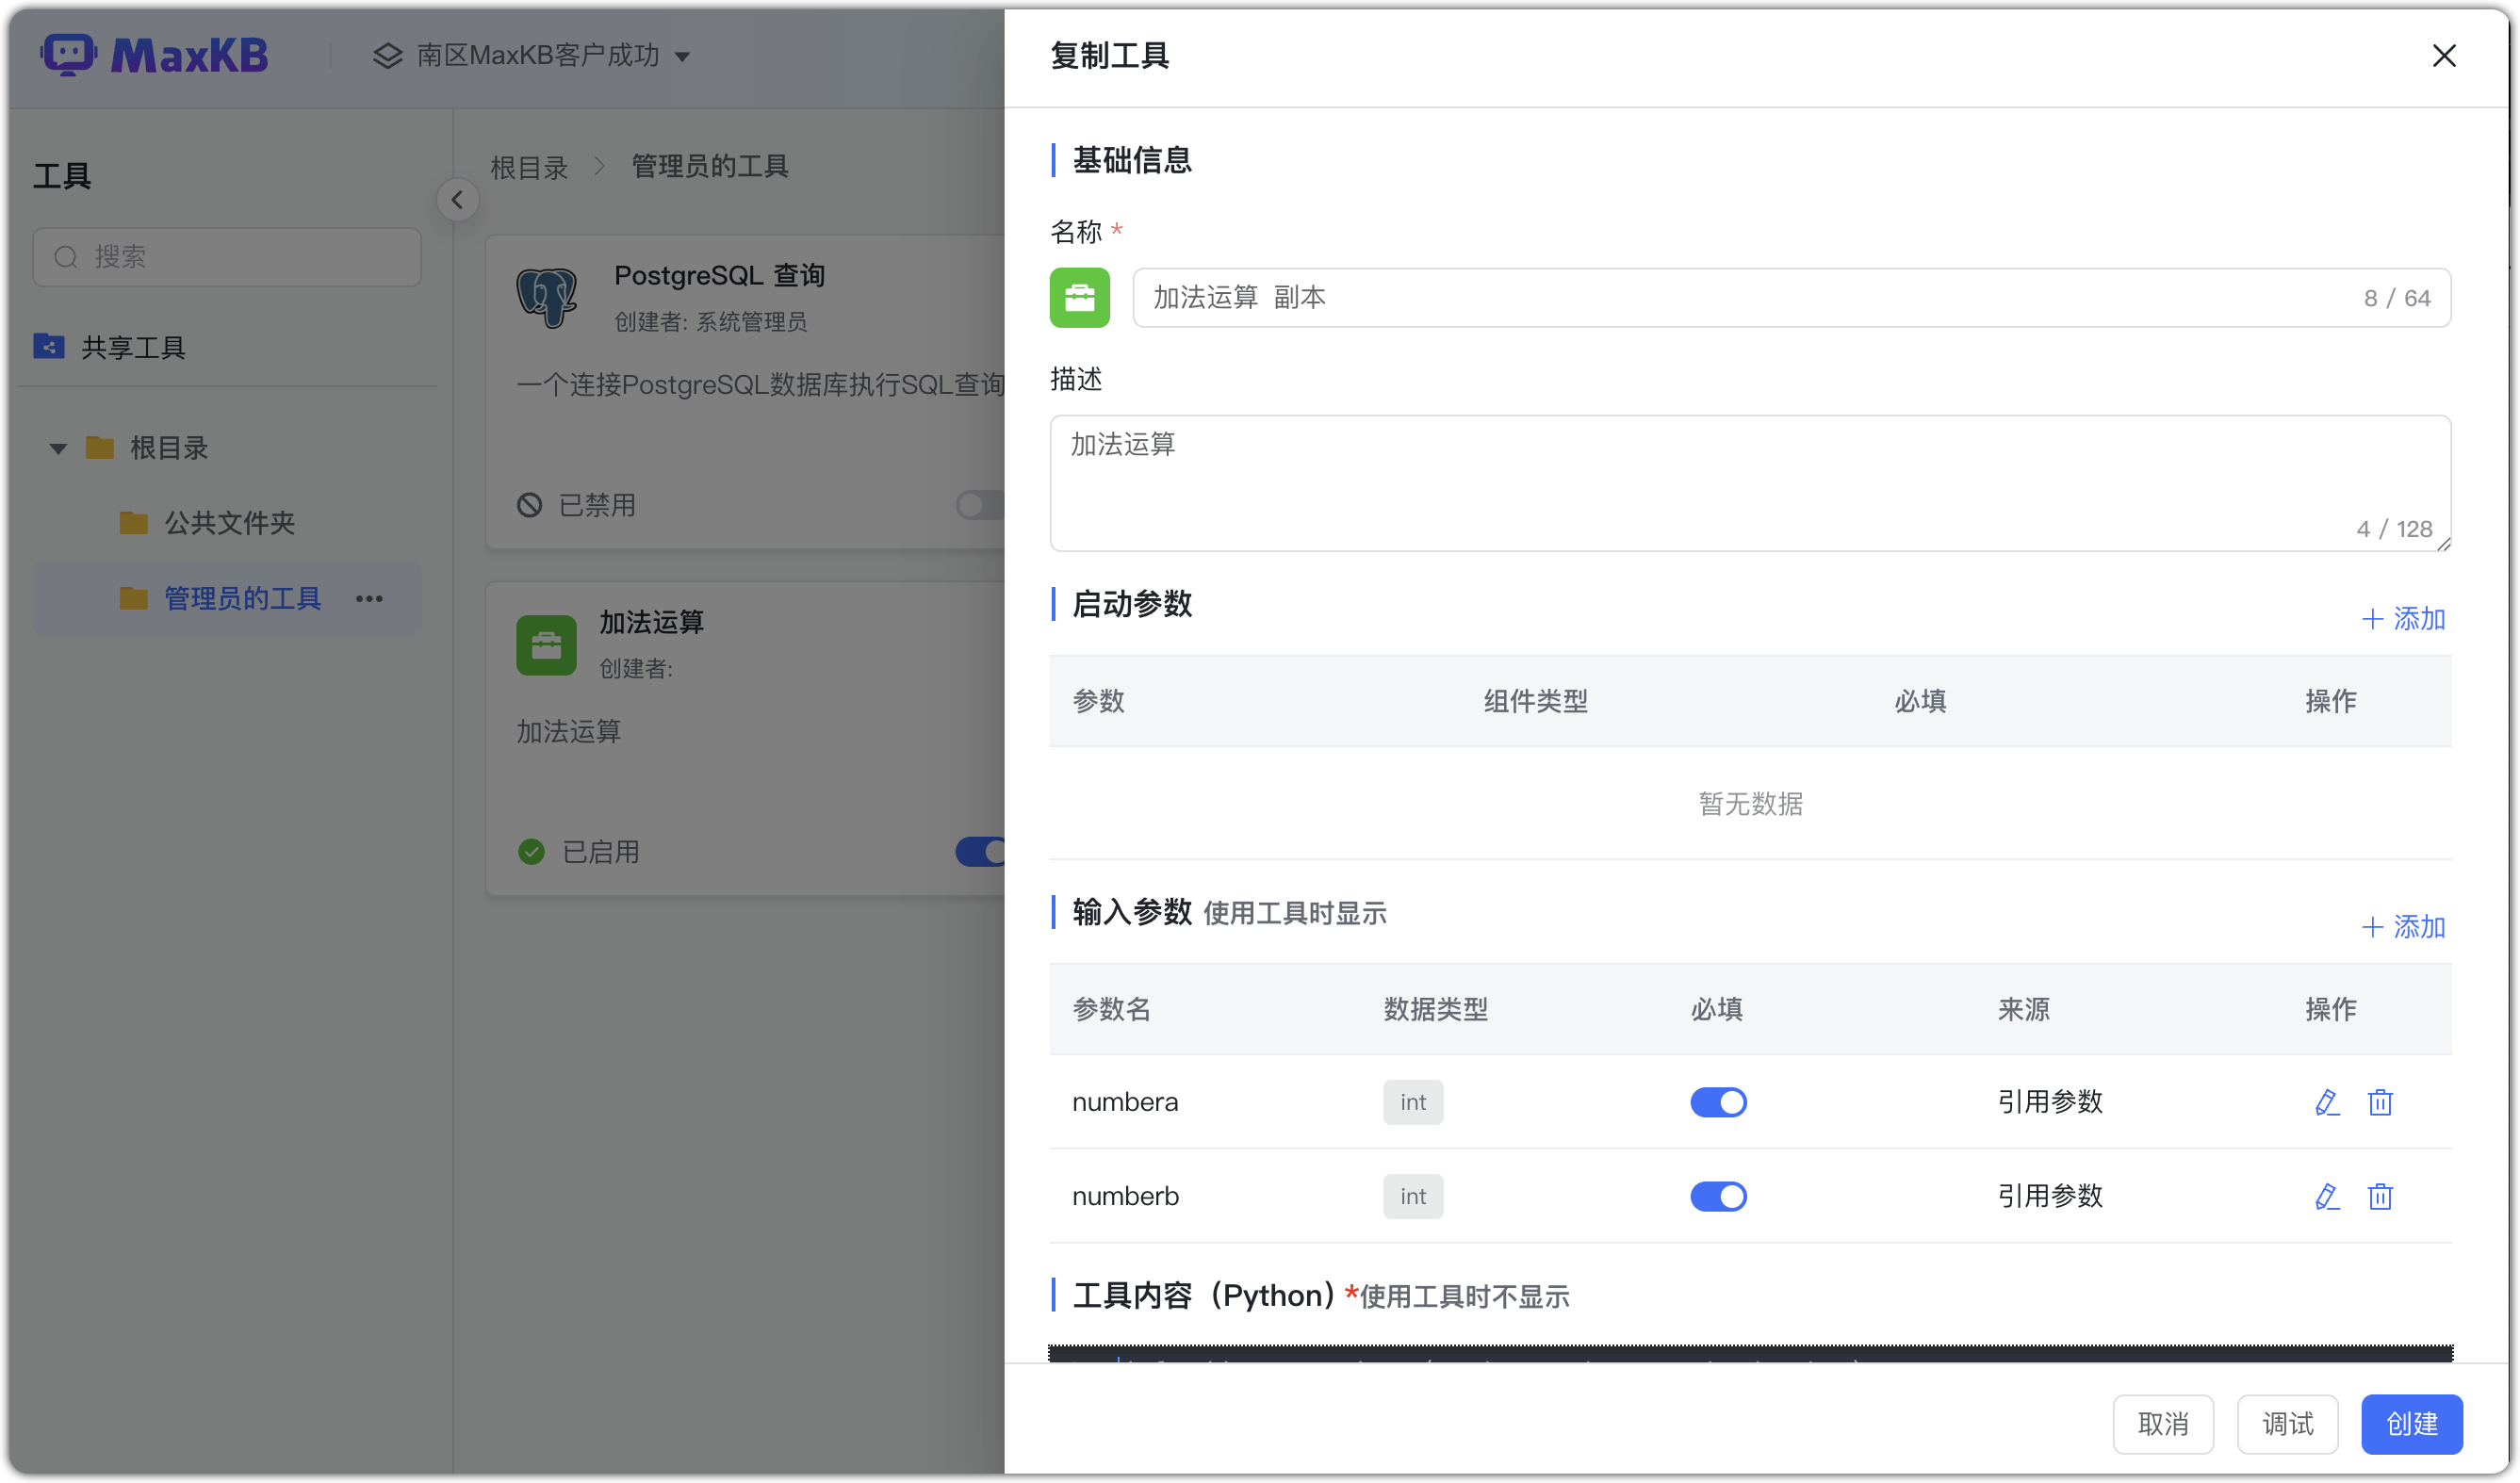 MaxKB
南区MaxKB客户成功
工具
搜索
共享工具
根目录
公共文件夹
管理员的工具
根目录 > 管理员的工具
PostgreSQL 查询
创建者: 系统管理员
一个连接PostgreSQL数据库执行SQL查询
已禁用
加法运算
创建者:
加法运算
已启用
复制工具
基础信息
名称 *
加法运算 副本
8 / 64
描述
加法运算
4 / 128
启动参数
添加
参数 组件类型 必填 操作
暂无数据
输入参数 使用工具时显示
添加
参数名 数据类型 必填 来源 操作
numbera int 引用参数
numberb int 引用参数
工具内容（Python）*使用工具时不显示
取消 调试 创建